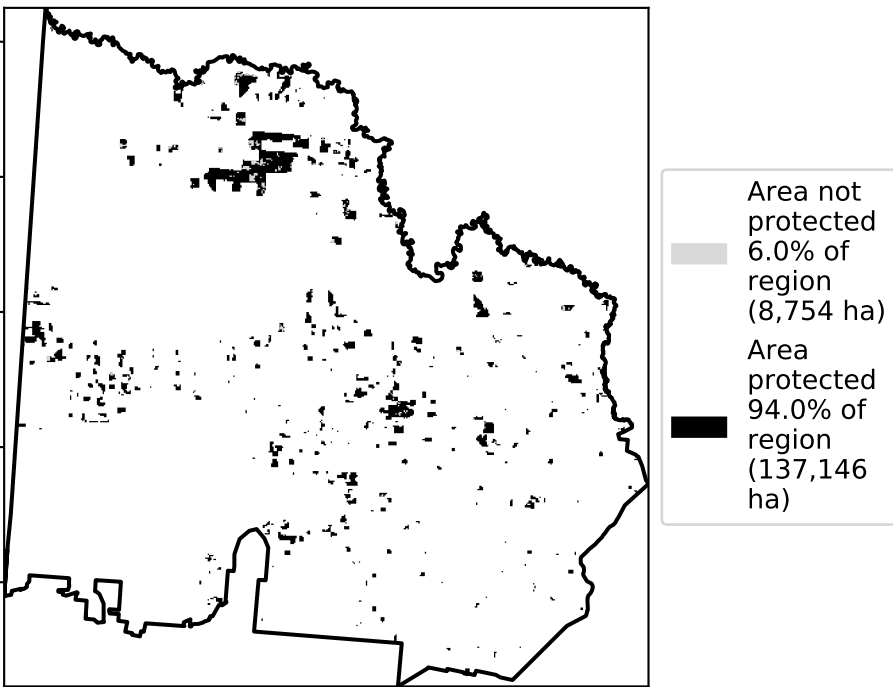 Area not
protected
6.0% of
region
(8,754 ha)
Area
protected
94.0% of
region
(137,146
ha)